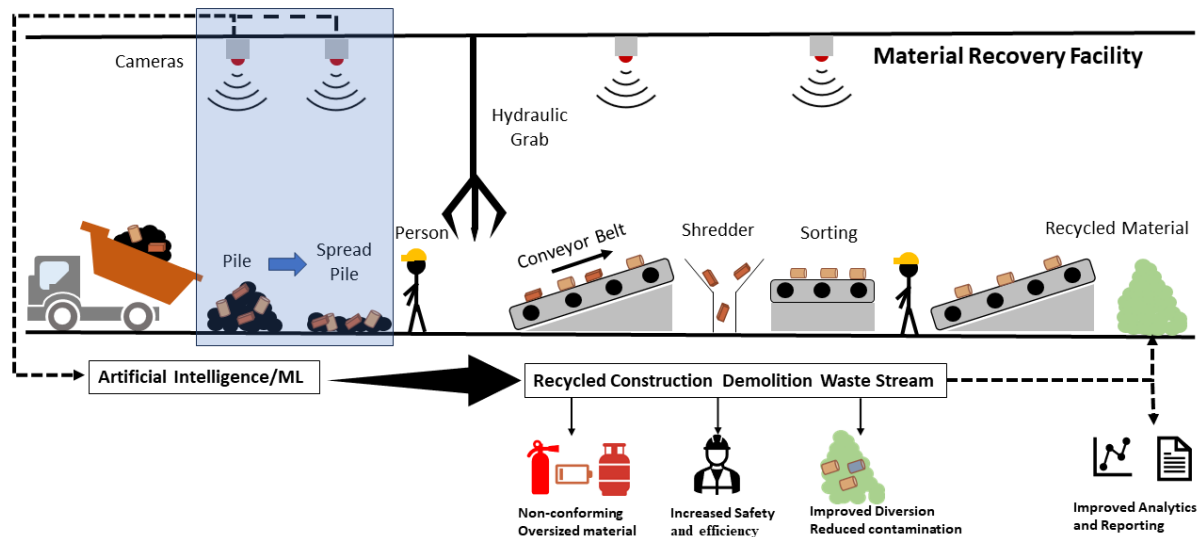 Material Recovery Facility
Cameras
Hydraulic
Grab
Pile
Spread
Pile
Person
Conveyor Belt
Shredder
Sorting
Recycled Material
Artificial Intelligence/ML
Recycled Construction Demolition Waste Stream
Non-conforming
Oversized material
Increased Safety
and efficiency
Improved Diversion
Reduced contamination
Improved Analytics
and Reporting